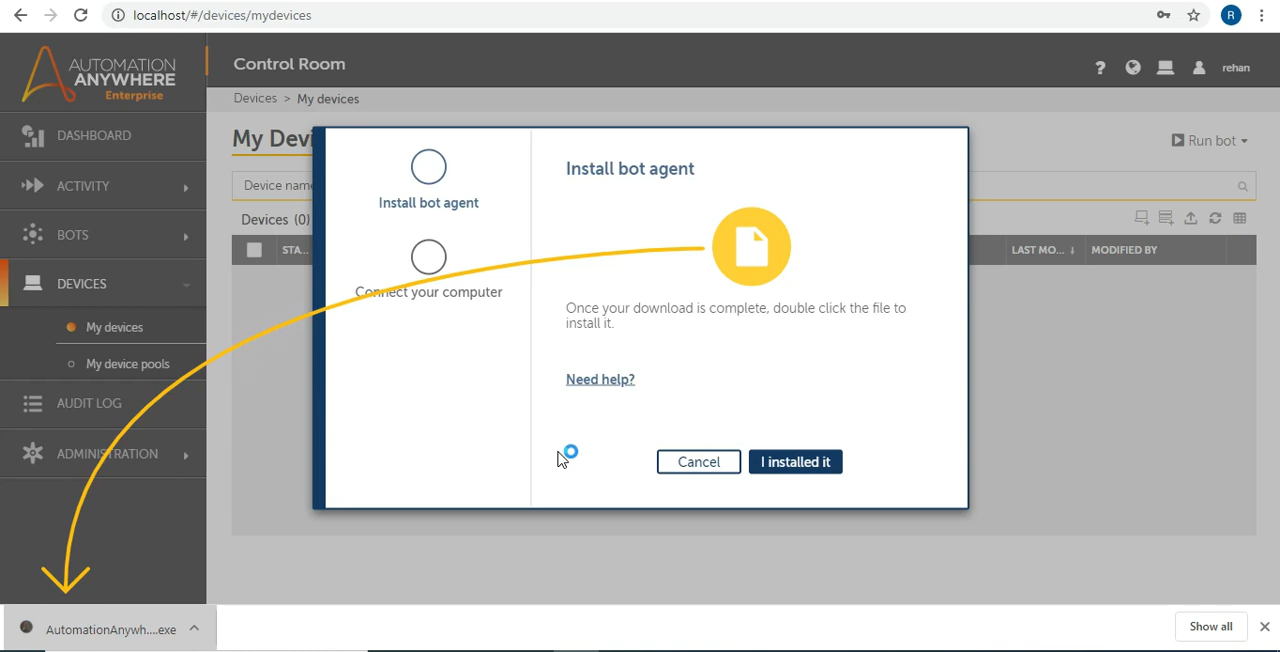 localhost/#/devices/mydevices
R
AUTOMATION
ANYWHERE
Enterprise
Control Room
?
rehan
Devices > My devices
DASHBOARD
ACTIVITY
BOTS
DEVICES
My devices
My device pools
AUDIT LOG
ADMINISTRATION
My Devi
Run bot
Device name
Devices (0)
STA...
LAST MO... ↓
MODIFIED BY
Install bot agent
Connect your computer
Install bot agent
Once your download is complete, double click the file to
install it.
Need help?
Cancel
I installed it
AutomationAnywh....exe
Show all